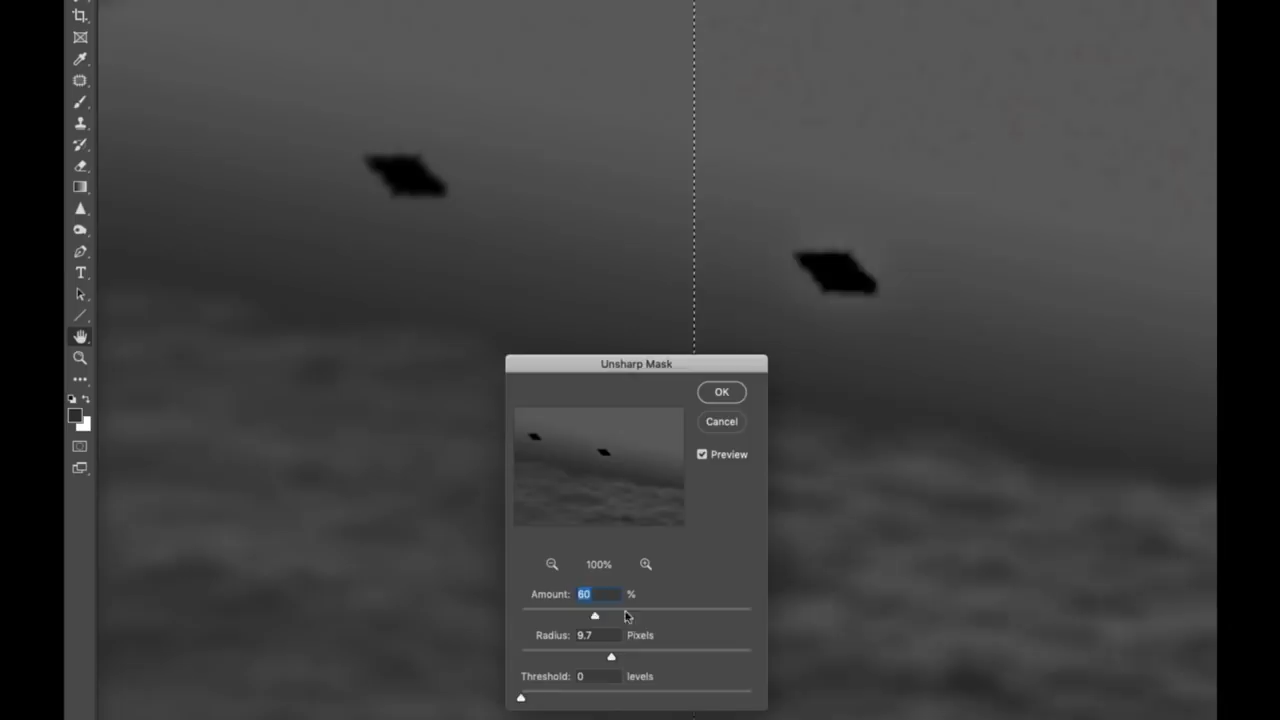 T
Unsharp Mask
OK
Cancel
Preview
100%
Amount: 60 %
Radius: 9.7 Pixels
Threshold: 0 levels